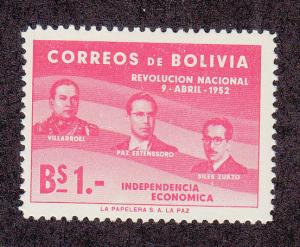 CORREOS DE BOLIVIA
REVOLUCION NACIONAL
9 - ABRIL - 1952
VILLARROEL
PAZ ESTENSSORO
SILES ZUAZO
BS 1.-
INDEPENDENCIA
ECONOMICA
LA PAPELERA S. A. LA PAZ